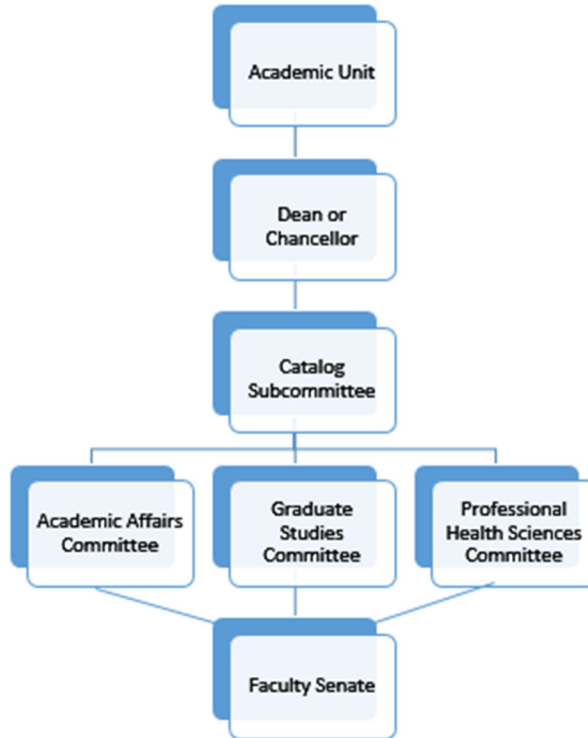 Academic Unit
Dean or
Chancellor
Catalog
Subcommittee
Academic Affairs
Committee
Graduate
Studies
Committee
Professional
Health Sciences
Committee
Faculty Senate